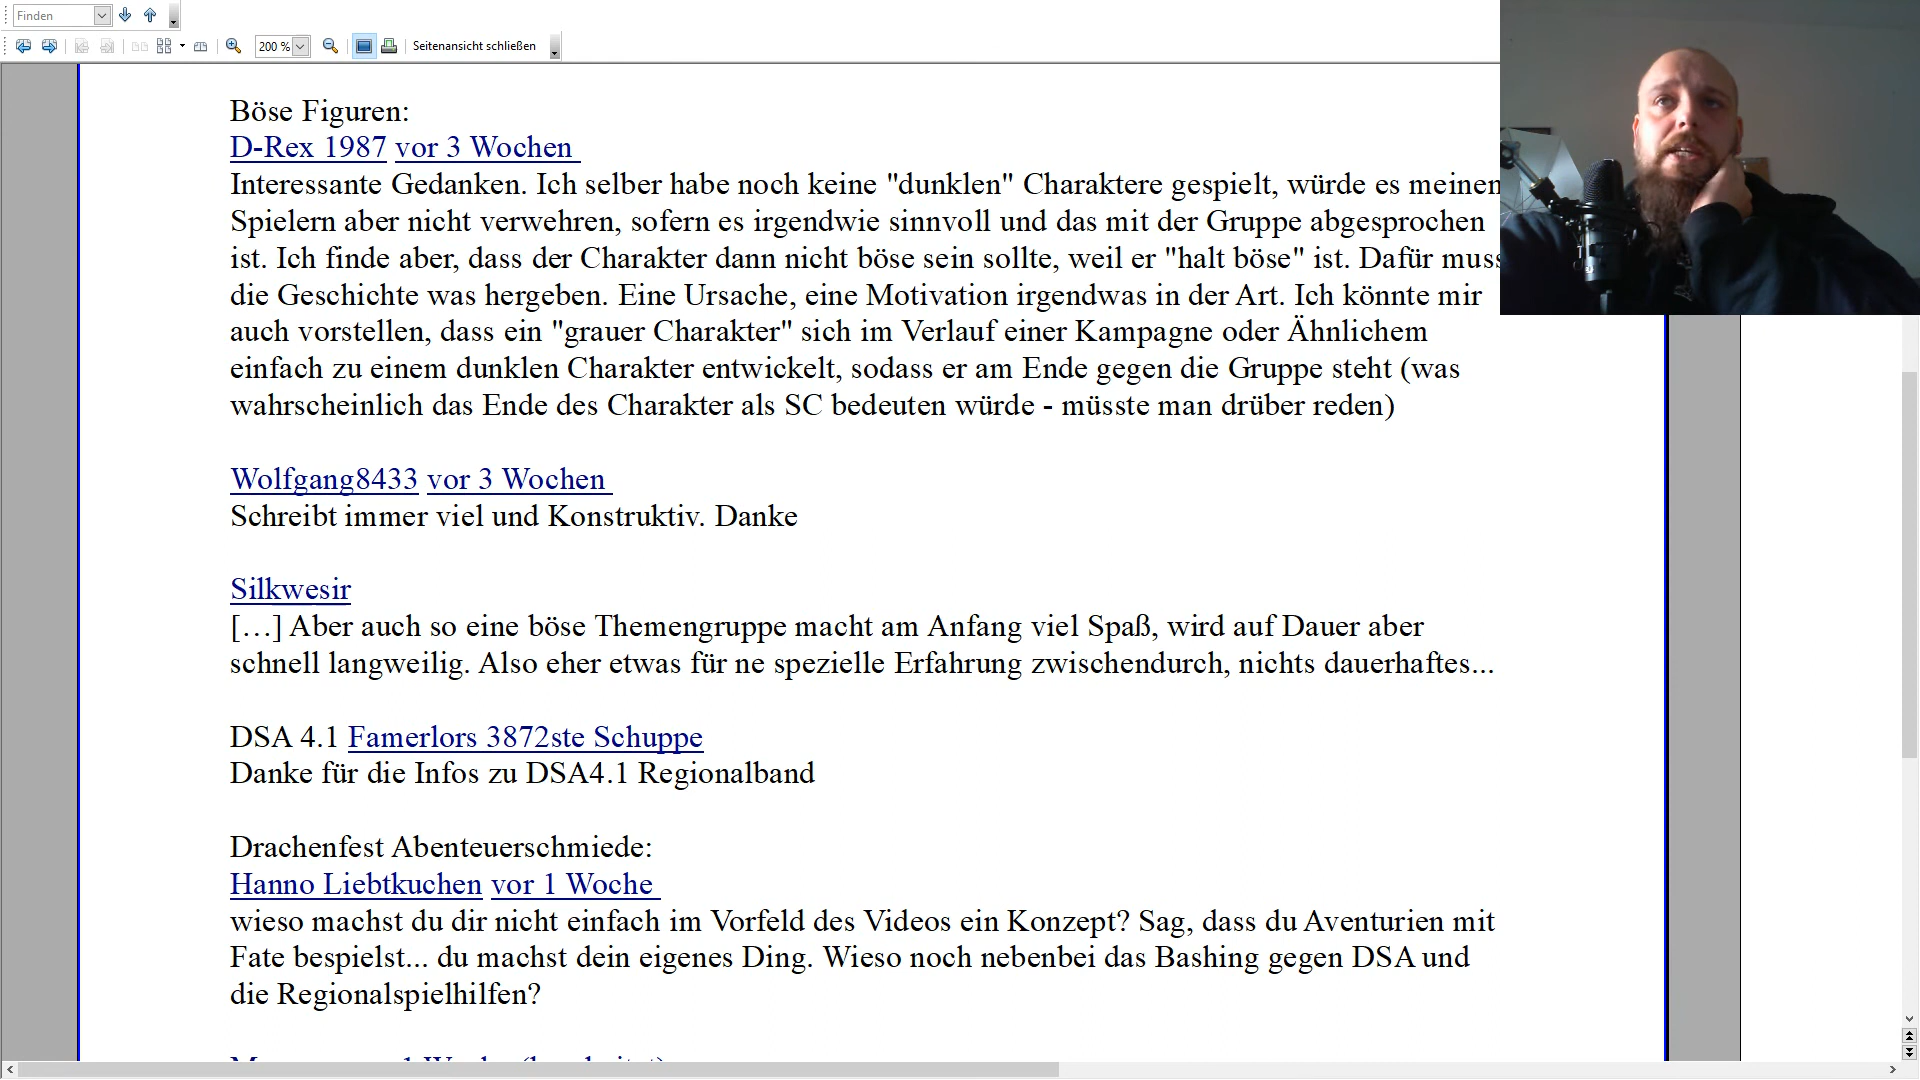 Finden
200 %
Seitenansicht schließen
Böse Figuren:
D-Rex 1987 vor 3 Wochen
Interessante Gedanken. Ich selber habe noch keine "dunklen" Charaktere gespielt, würde es meinen
Spielern aber nicht verwehren, sofern es irgendwie sinnvoll und das mit der Gruppe abgesprochen
ist. Ich finde aber, dass der Charakter dann nicht böse sein sollte, weil er "halt böse" ist. Dafür muss
die Geschichte was hergeben. Eine Ursache, eine Motivation irgendwas in der Art. Ich könnte mir
auch vorstellen, dass ein "grauer Charakter" sich im Verlauf einer Kampagne oder Ähnlichem
einfach zu einem dunklen Charakter entwickelt, sodass er am Ende gegen die Gruppe steht (was
wahrscheinlich das Ende des Charakter als SC bedeuten würde - müsste man drüber reden)
Wolfgang8433 vor 3 Wochen
Schreibt immer viel und Konstruktiv. Danke
Silkwesir
[…] Aber auch so eine böse Themengruppe macht am Anfang viel Spaß, wird auf Dauer aber
schnell langweilig. Also eher etwas für ne spezielle Erfahrung zwischendurch, nichts dauerhaftes...
DSA 4.1 Famerlors 3872ste Schuppe
Danke für die Infos zu DSA4.1 Regionalband
Drachenfest Abenteuerschmiede:
Hanno Liebtkuchen vor 1 Woche
wieso machst du dir nicht einfach im Vorfeld des Videos ein Konzept? Sag, dass du Aventurien mit
Fate bespielst... du machst dein eigenes Ding. Wieso noch nebenbei das Bashing gegen DSA und
die Regionalspielhilfen?